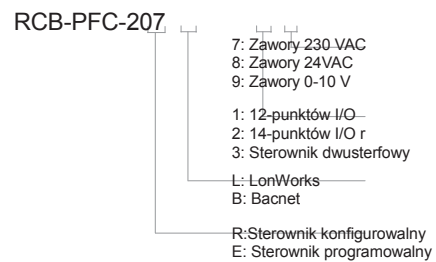 RCB-PFC-207
7: Zawory 230 VAC
8: Zawory 24VAC
9: Zawory 0-10 V
1: 12-punktów I/O
2: 14-punktów I/O r
3: Sterownik dwusterfowy
L: LonWorks
B: Bacnet
R:Sterownik konfigurowalny
E: Sterownik programowalny